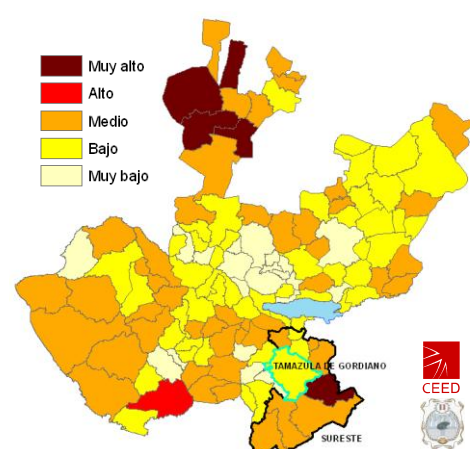 Muy alto
Alto
Medio
Bajo
Muy bajo
TAMAZULA DE GORDIANO
SURESTE
CEED